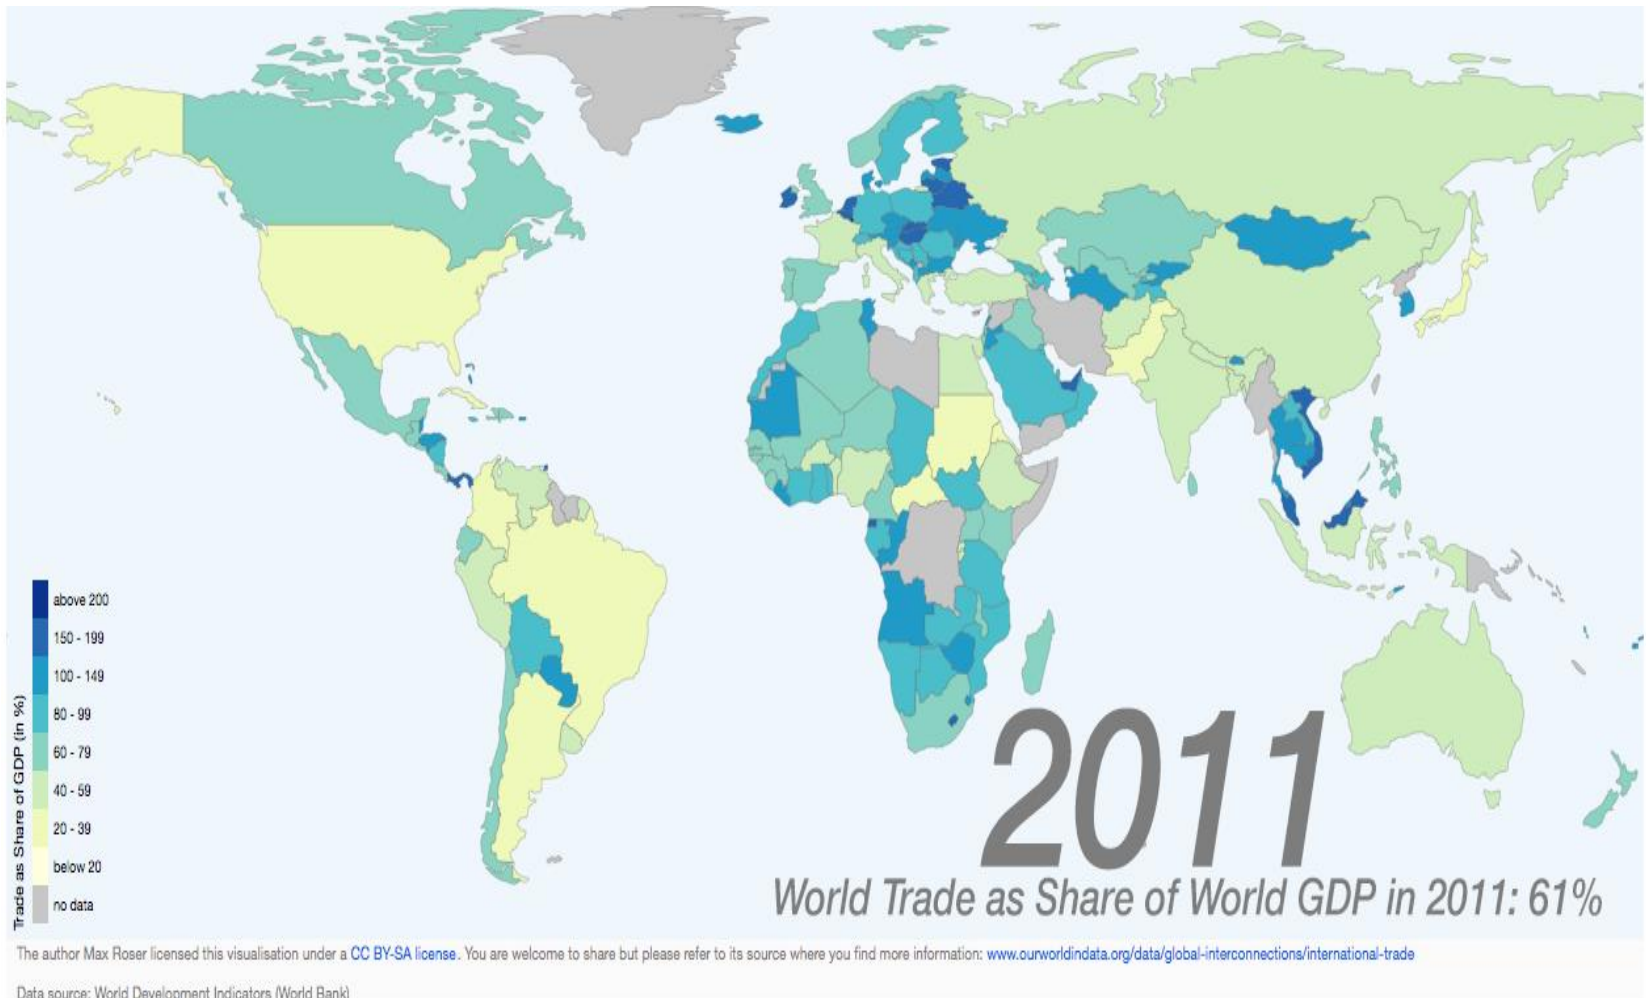 above 200
150 - 199
100 - 149
80 - 99
60 - 79
40 - 59
20 - 39
below 20
no data
Trade as Share of GDP (in %)
2011
World Trade as Share of World GDP in 2011: 61%
The author Max Roser licensed this visualisation under a CC BY-SA license. You are welcome to share but please refer to its source where you find more information: www.ourworldindata.org/data/global-interconnections/international-trade
Data source: World Development Indicators (World Bank)